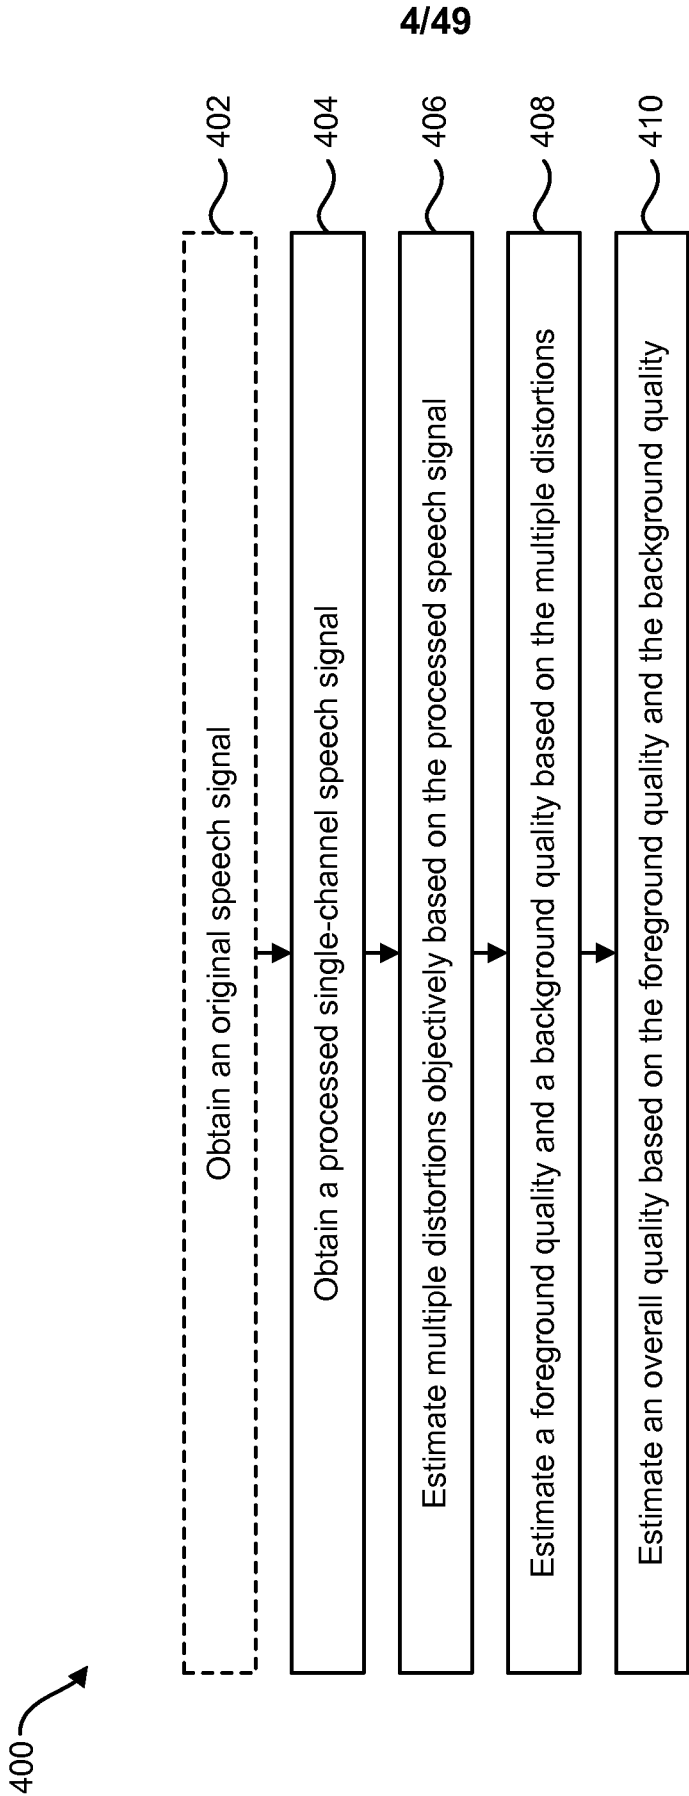 4/49
400
Obtain an original speech signal
402
Obtain a processed single-channel speech signal
404
Estimate multiple distortions objectively based on the processed speech signal
406
Estimate a foreground quality and a background quality based on the multiple distortions
408
Estimate an overall quality based on the foreground quality and the background quality
410